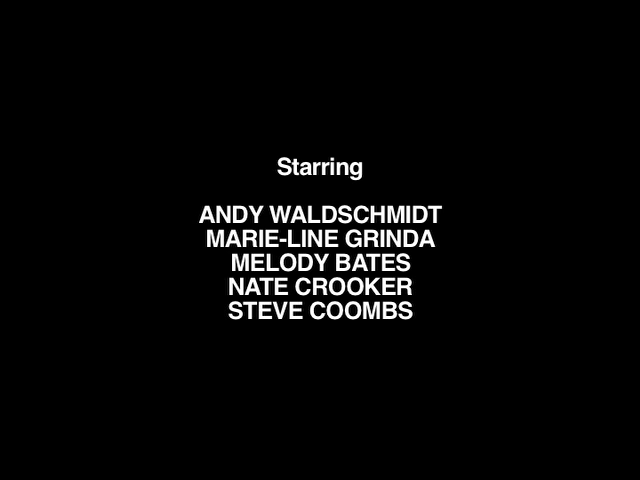 Starring
ANDY WALDSCHMIDT
MARIE-LINE GRINDA
MELODY BATES
NATE CROOKER
STEVE COOMBS